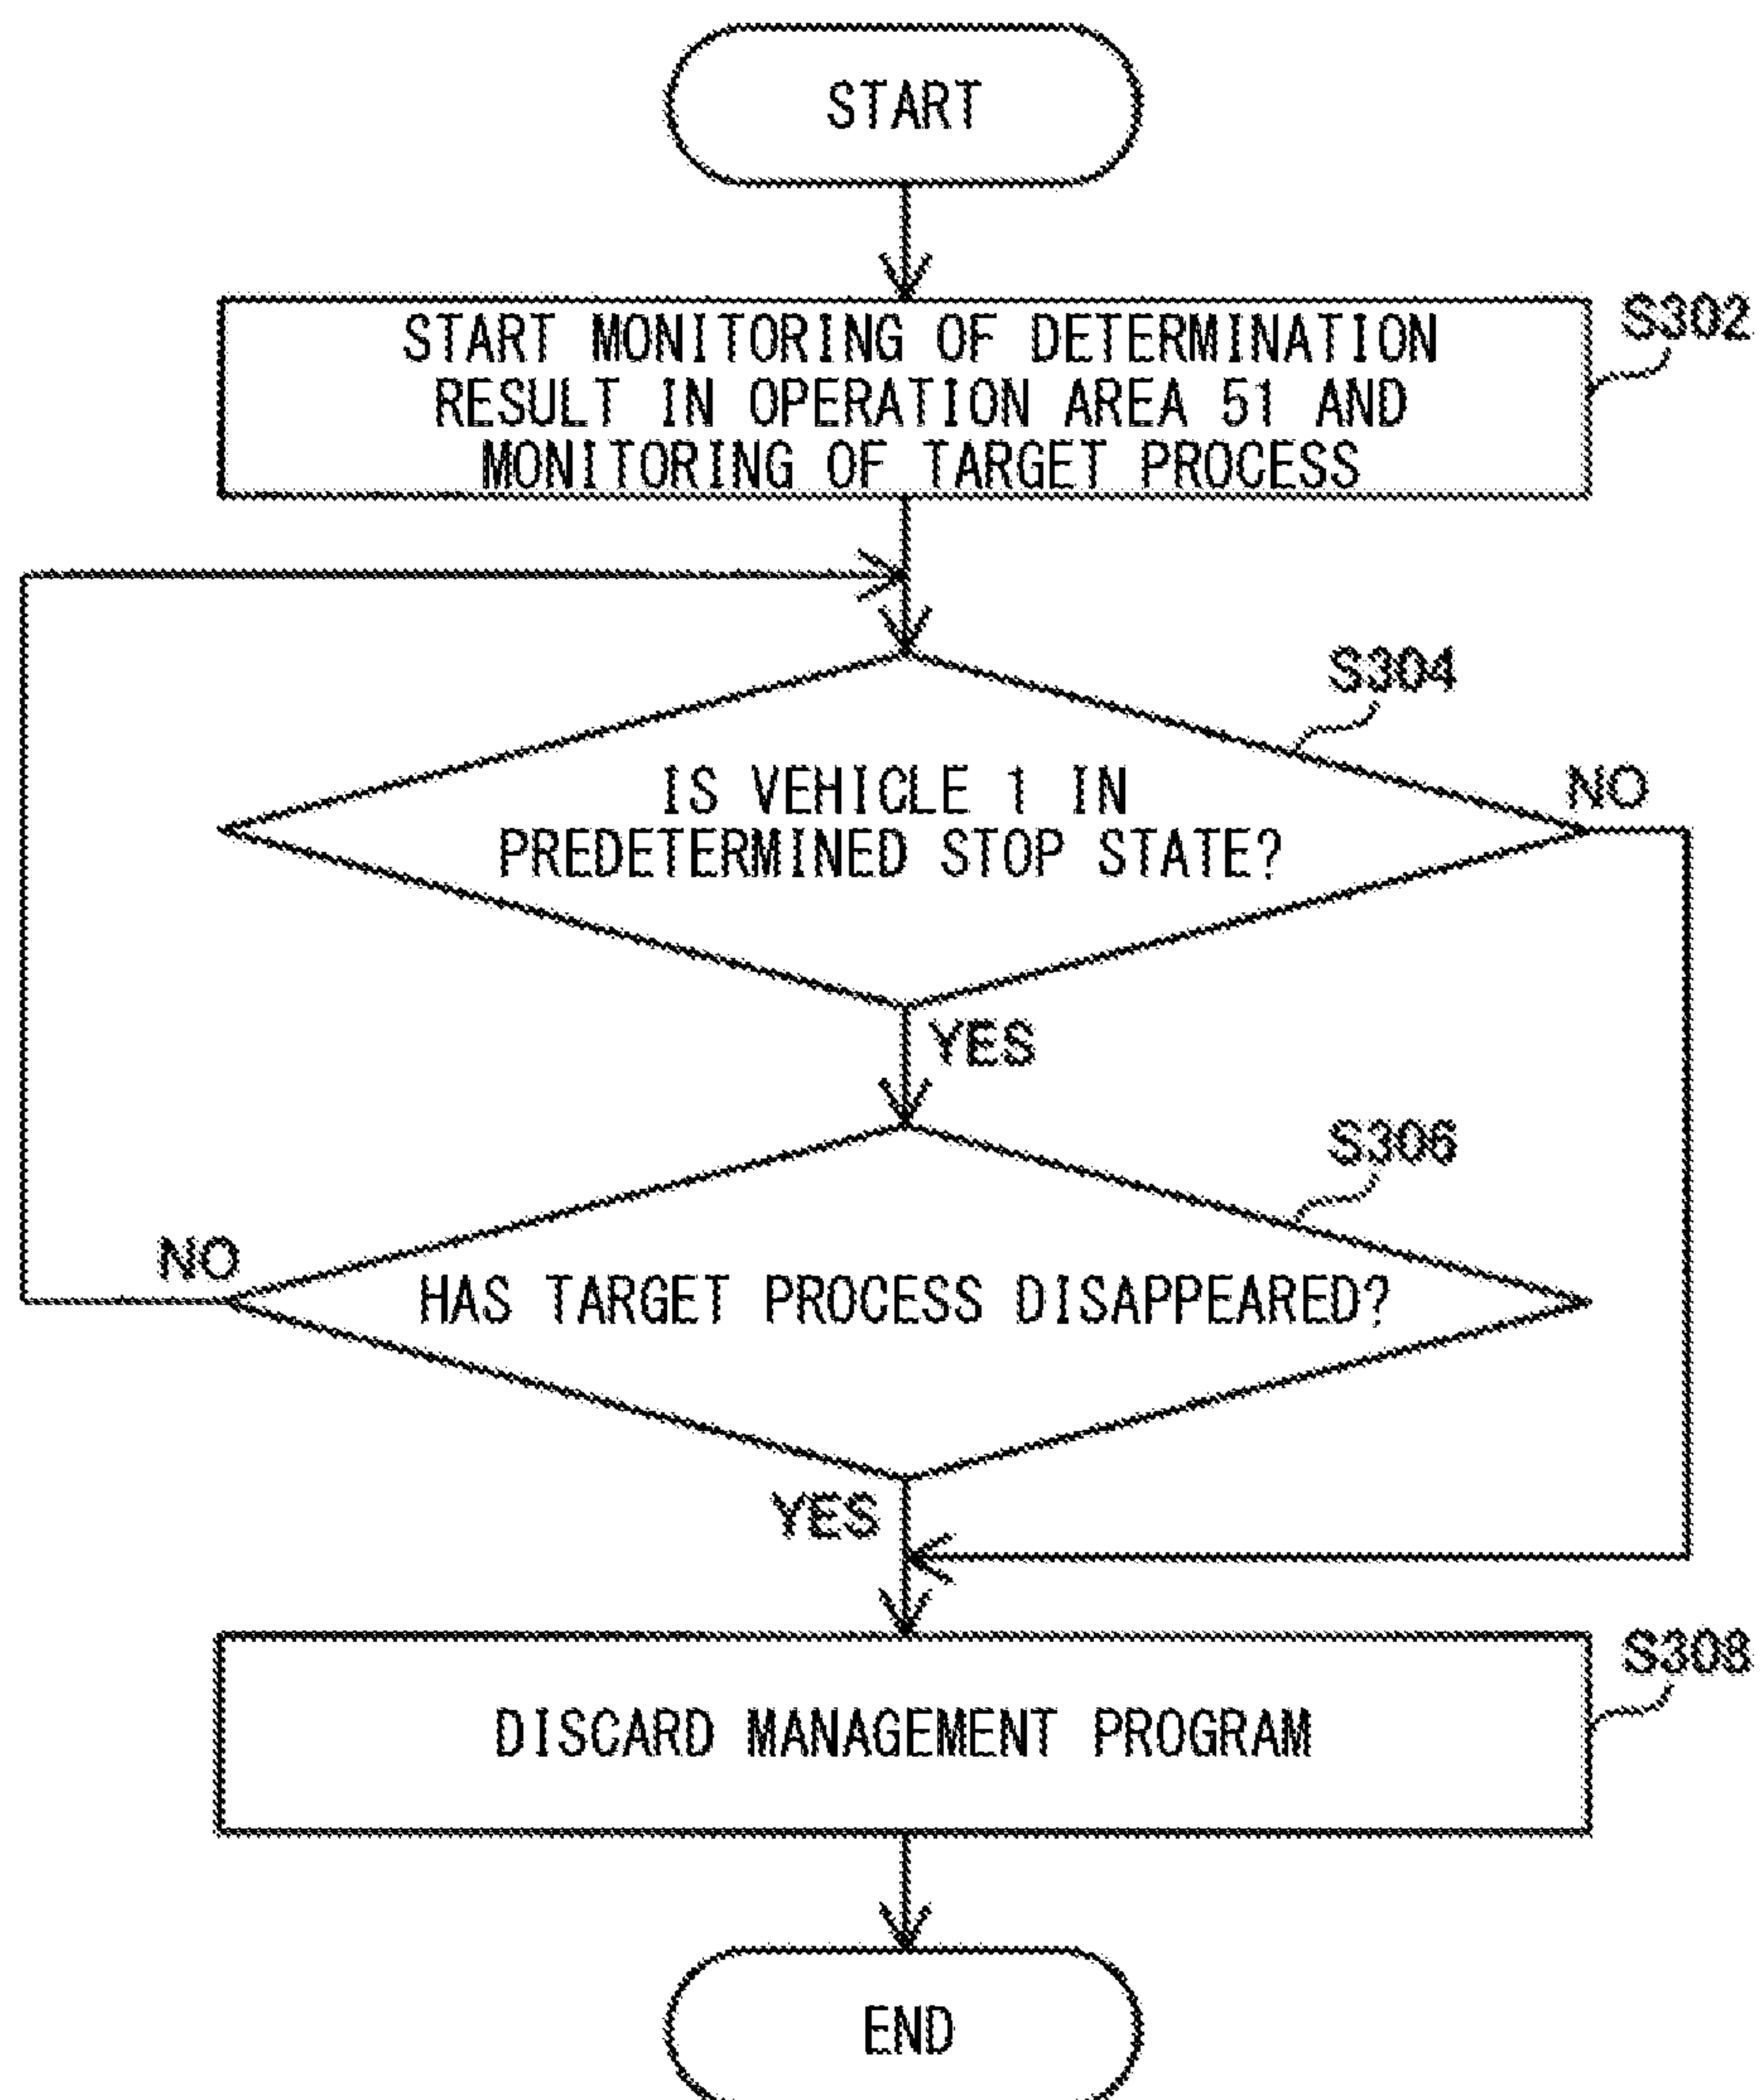 START
START MONITORING OF DETERMINATION
RESULT IN OPERATION AREA 51 AND
MONITORING OF TARGET PROCESS
S302
S304
IS VEHICLE 1 IN
PREDETERMINED STOP STATE?
NO
YES
S306
NO
HAS TARGET PROCESS DISAPPEARED?
YES
S308
DISCARD MANAGEMENT PROGRAM
END